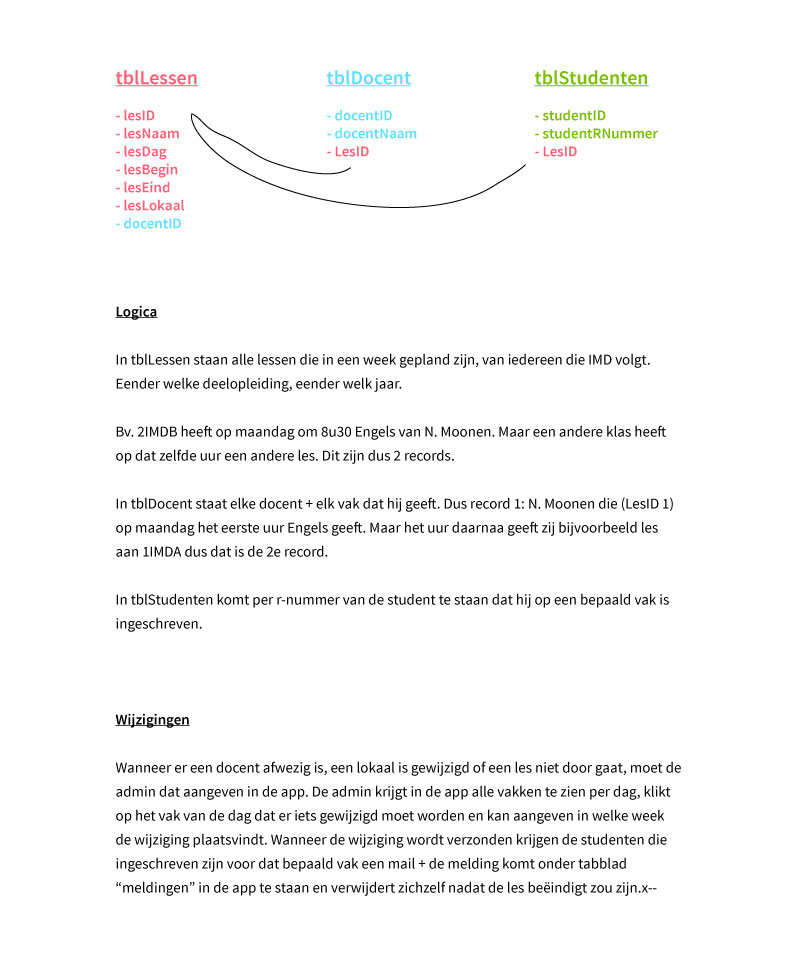 tblLessen
- lesID
- lesNaam
- lesDag
- lesBegin
- lesEind
- lesLokaal
- docentID
tblDocent
- docentID
- docentNaam
- LesID
tblStudenten
- studentID
- studentRNummer
- LesID
Logica
In tblLessen staan alle lessen die in een week gepland zijn, van iedereen die IMD volgt.
Eender welke deelopleiding, eender welk jaar.
Bv. 2IMDB heeft op maandag om 8u30 Engels van N. Moonen. Maar een andere klas heeft
op dat zelfde uur een andere les. Dit zijn dus 2 records.
In tblDocent staat elke docent + elk vak dat hij geeft. Dus record 1: N. Moonen die (LesID 1)
op maandag het eerste uur Engels geeft. Maar het uur daarnaa geeft zij bijvoorbeeld les
aan 1IMDA dus dat is de 2e record.
In tblStudenten komt per r-nummer van de student te staan dat hij op een bepaald vak is
ingeschreven.
Wijzigingen
Wanneer er een docent afwezig is, een lokaal is gewijzigd of een les niet door gaat, moet de
admin dat aangeven in de app. De admin krijgt in de app alle vakken te zien per dag, klikt
op het vak van de dag dat er iets gewijzigd moet worden en kan aangeven in welke week
de wijziging plaatsvindt. Wanneer de wijziging wordt verzonden krijgen de studenten die
ingeschreven zijn voor dat bepaald vak een mail + de melding komt onder tabblad
“meldingen” in de app te staan en verwijdert zichzelf nadat de les beëindigt zou zijn.x--